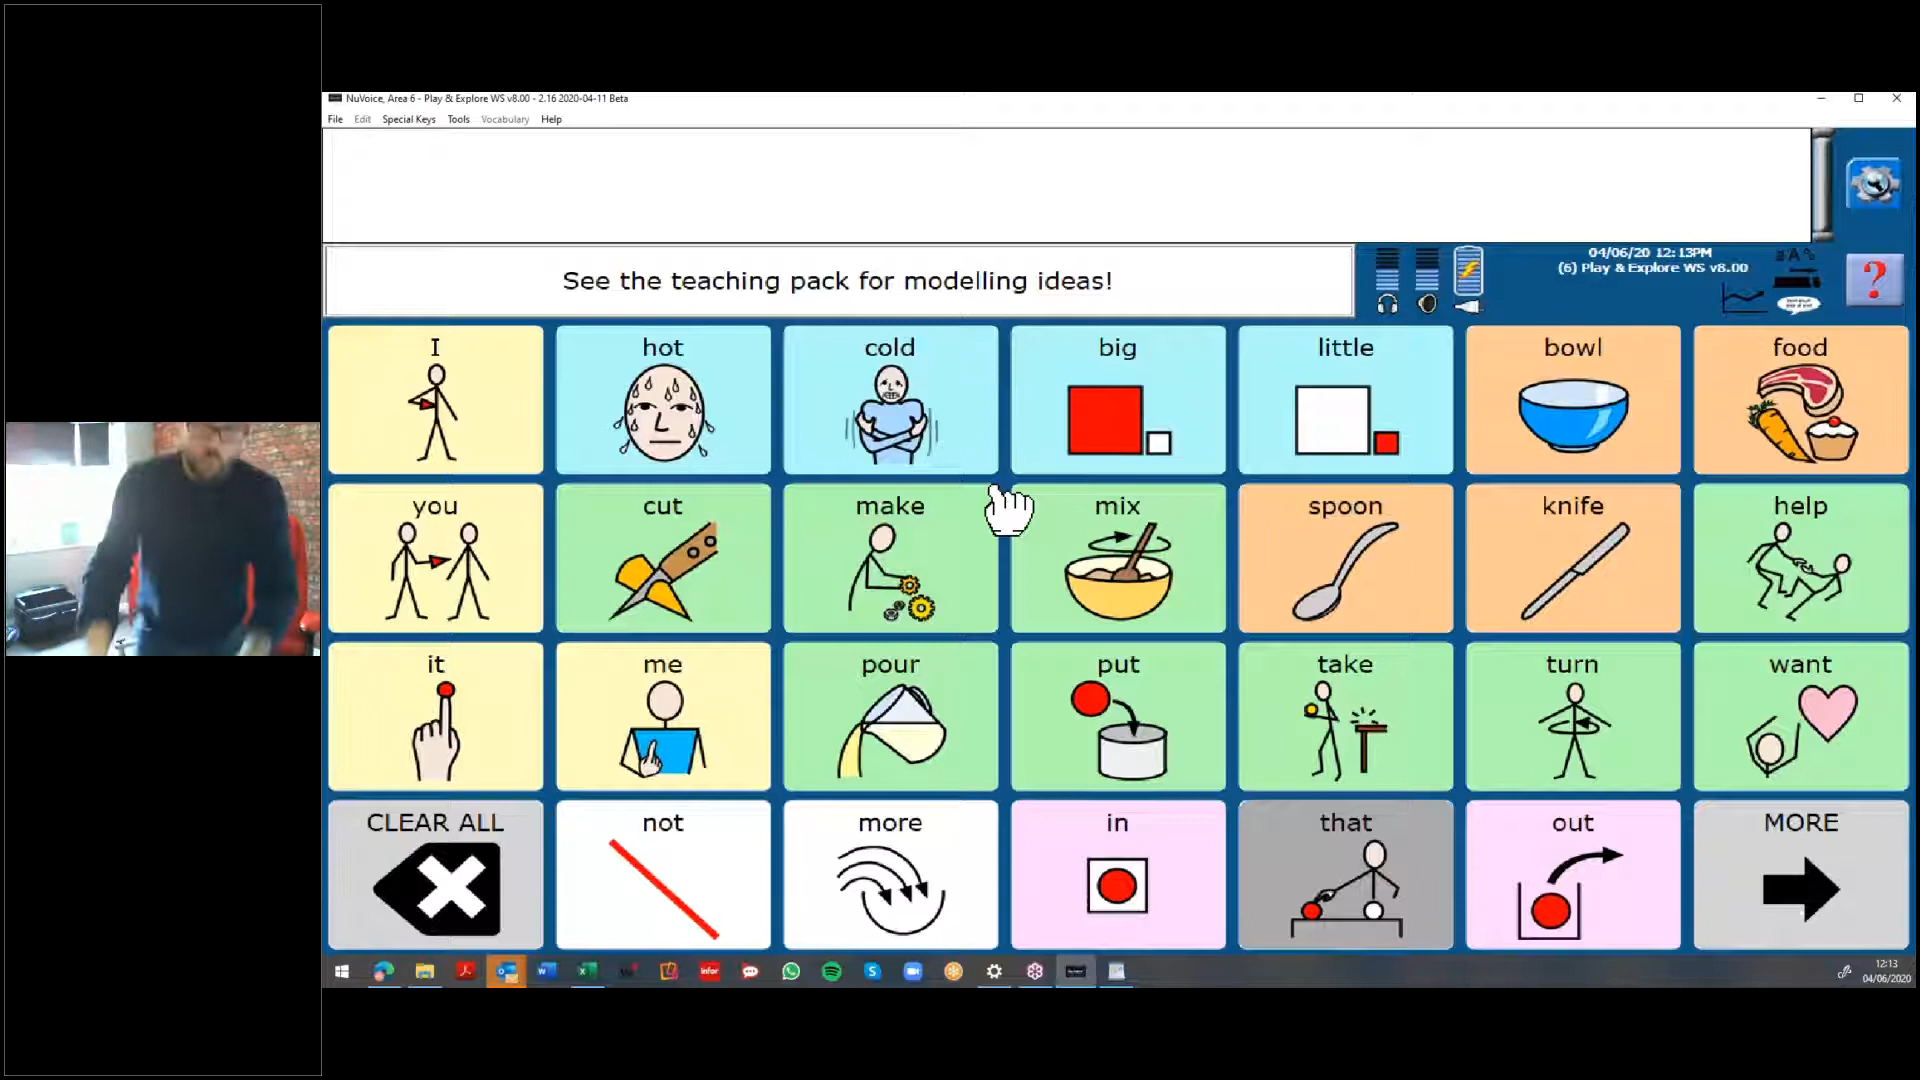 NuVoice, Area 6 - Play & Explore WS v8.00 - 2.16 2020-04-11 Beta
File Edit Special Keys Tools Vocabulary Help
See the teaching pack for modelling ideas!
04/06/20 12:13PM
(6) Play & Explore WS v8.00
?
I hot cold big little bowl food
you cut make mix spoon knife help
it me pour put take turn want
CLEAR ALL not more in that out MORE
infor
12:13
04/06/2020